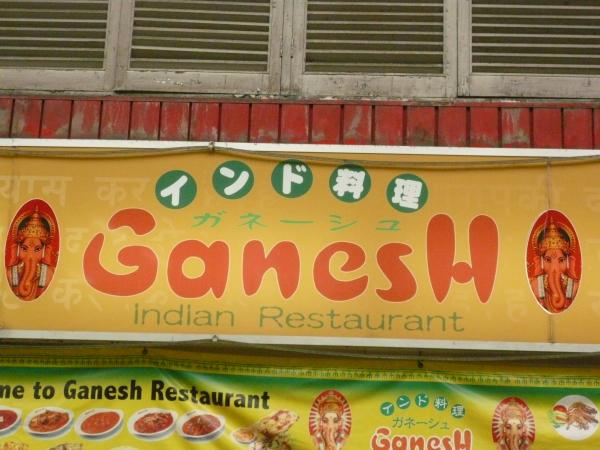 インド料理
ガネーシュ
GanesH
Indian Restaurant
me to Ganesh Restaurant
インド料理
ガネーシュ
GanesH